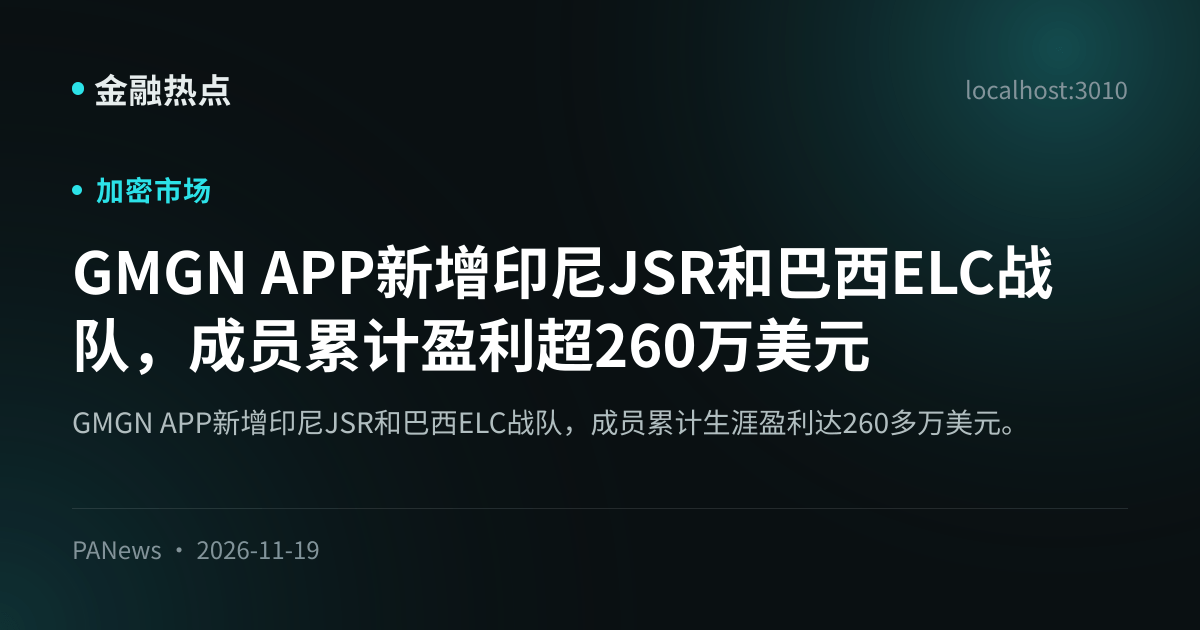 金融热点
localhost:3010
加密市场
GMGN APP新增印尼JSR和巴西ELC战
队，成员累计盈利超260万美元
GMGN APP新增印尼JSR和巴西ELC战队，成员累计生涯盈利达260多万美元。
PANews • 2026-11-19